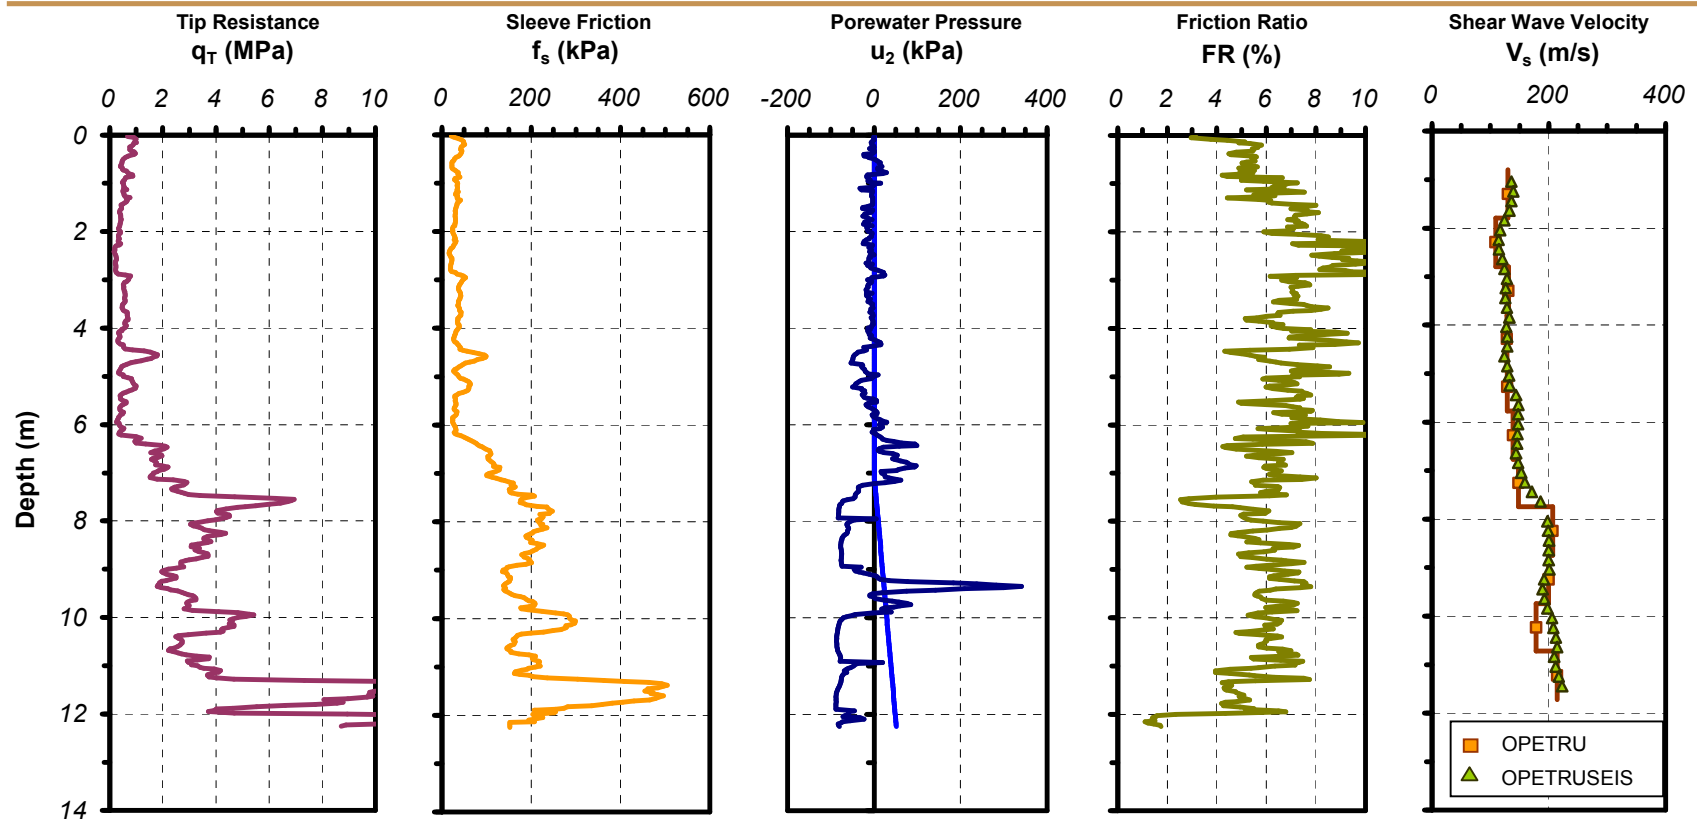 Tip Resistance
qT (MPa)
0 2 4 6 8 10
Sleeve Friction
fs (kPa)
0 200 400 600
Porewater Pressure
u2 (kPa)
-200 0 200 400
Friction Ratio
FR (%)
0 2 4 6 8 10
Shear Wave Velocity
Vs (m/s)
0 200 400
Depth (m)
0
2
4
6
8
10
12
14
OPETRU
OPETRUSEIS